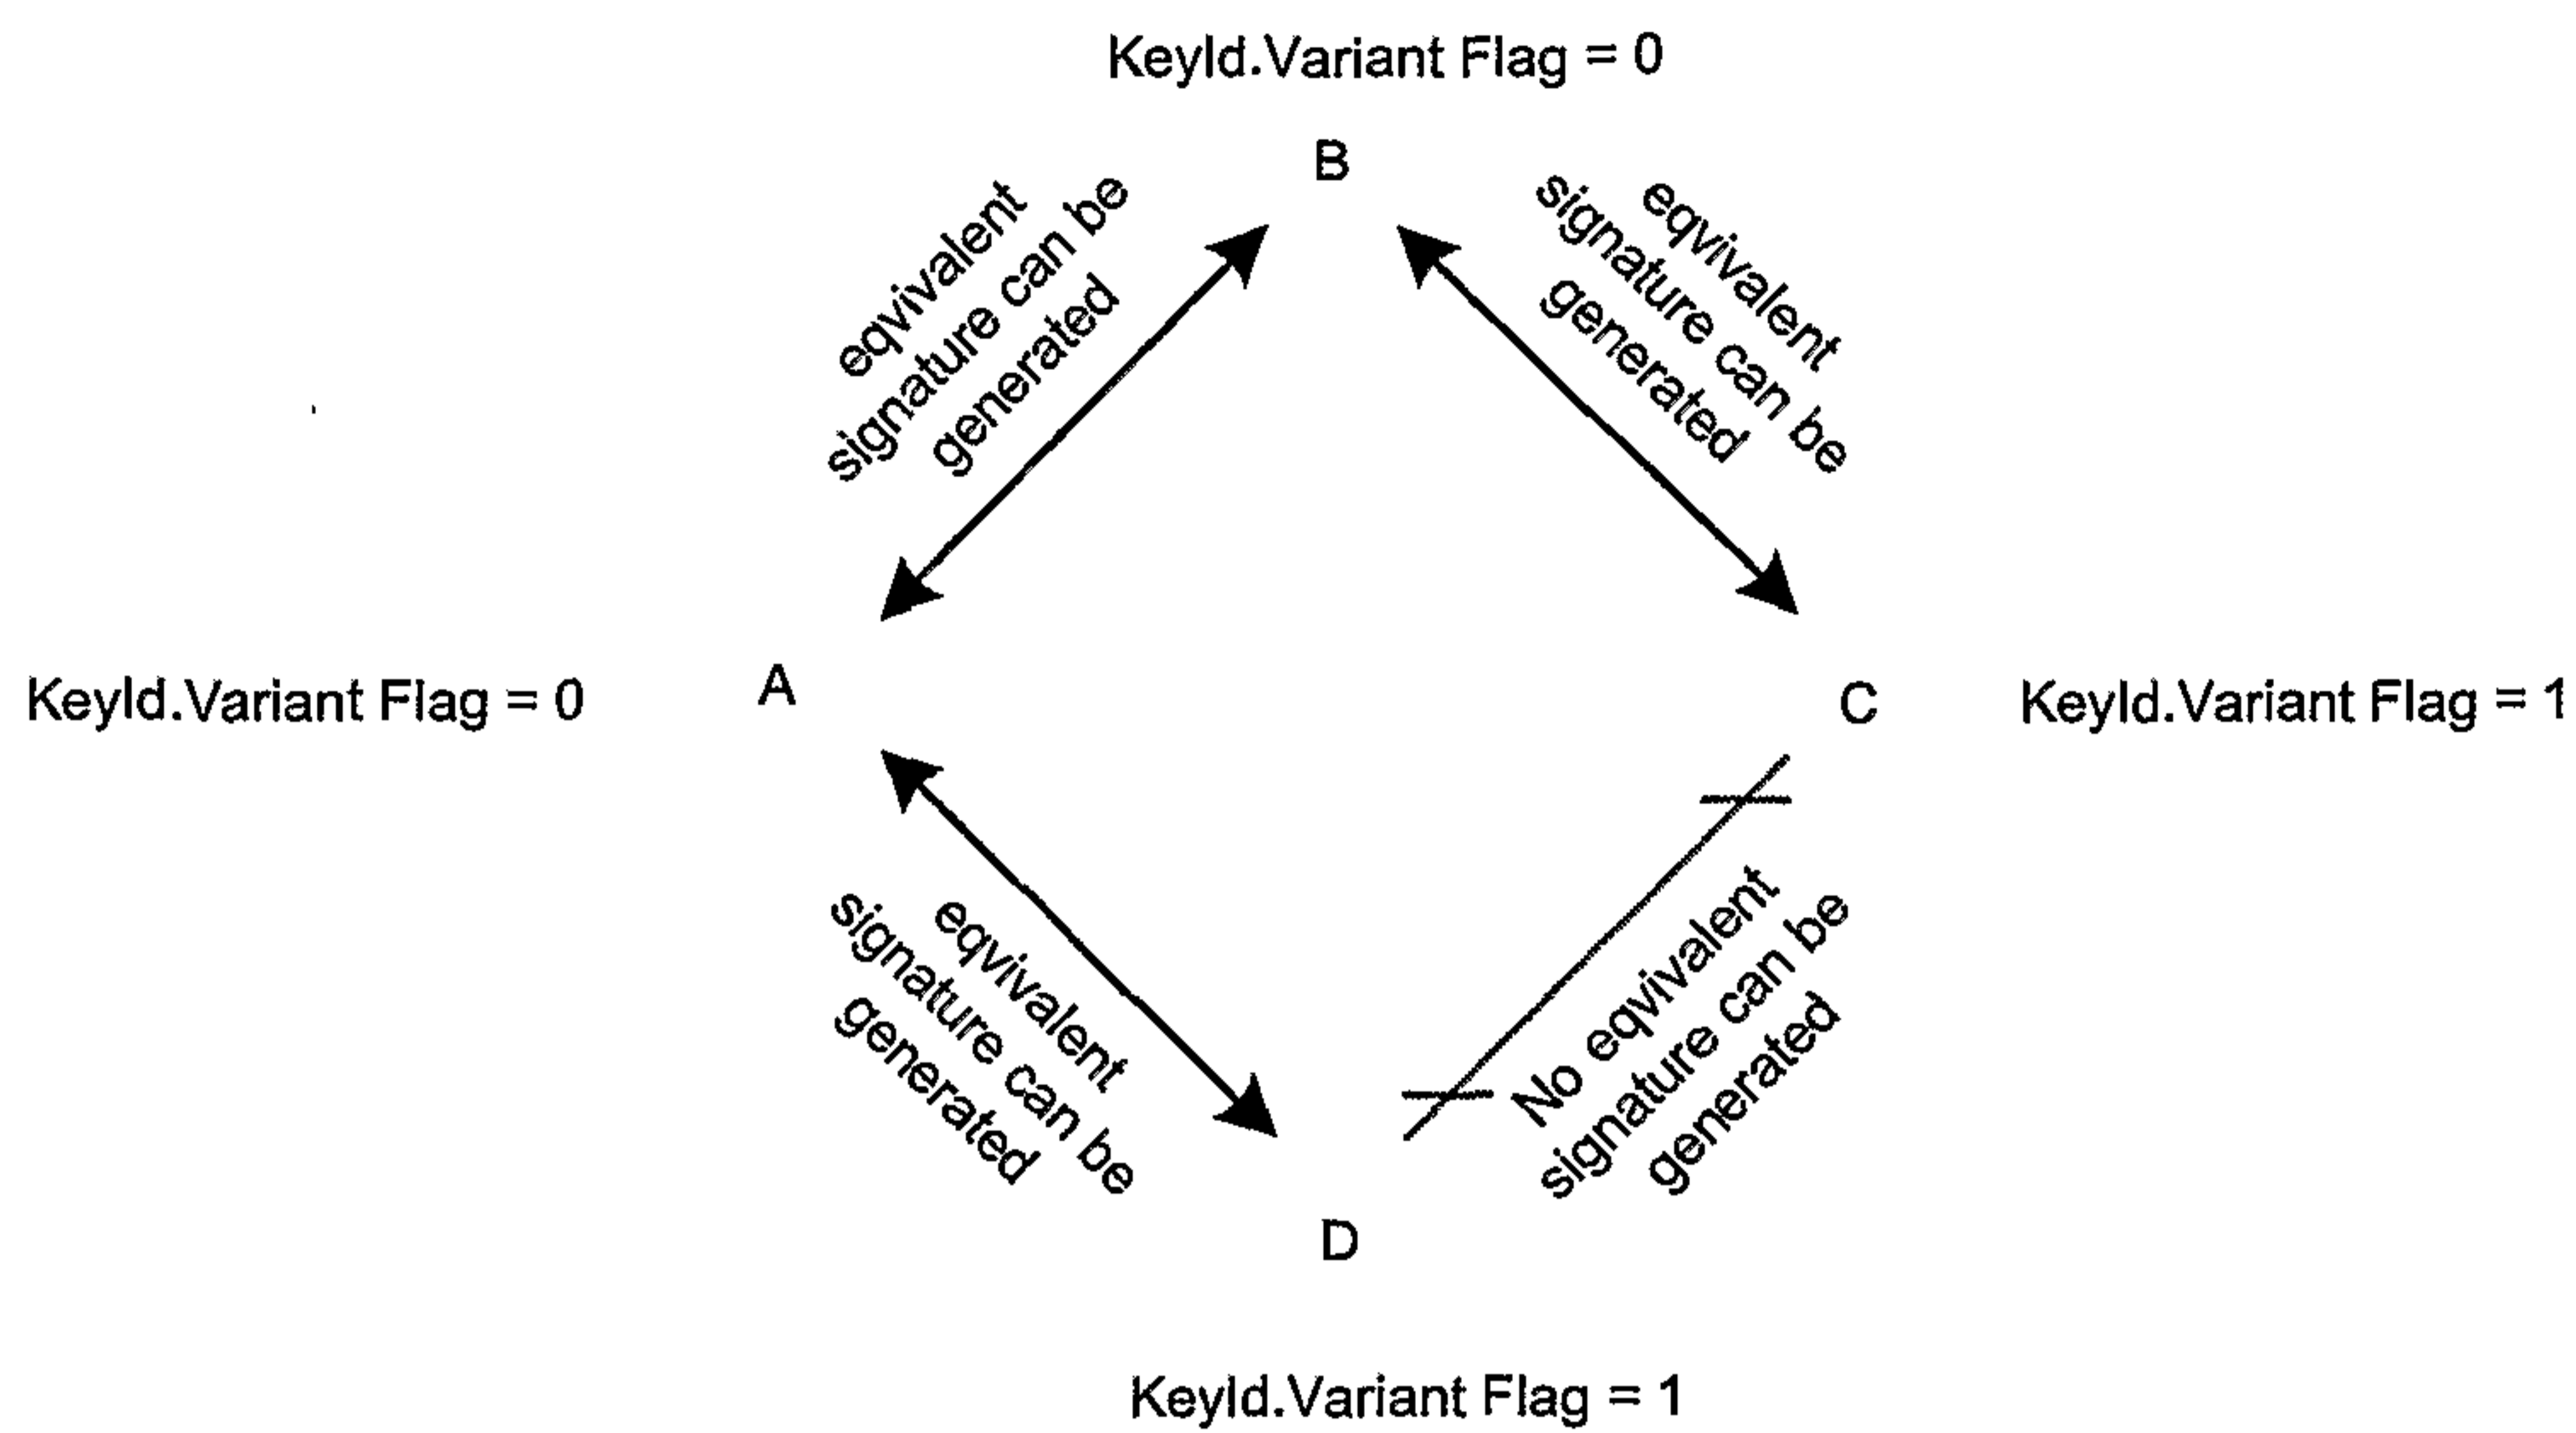 KeyId.Variant Flag = 0
B
eqvivalent
signature can be
generated
eqvivalent
signature can be
generated
KeyId.Variant Flag = 0
A
C
KeyId.Variant Flag = 1
eqvivalent
signature can be
generated
No eqvivalent
signature can be
generated
D
KeyId.Variant Flag = 1